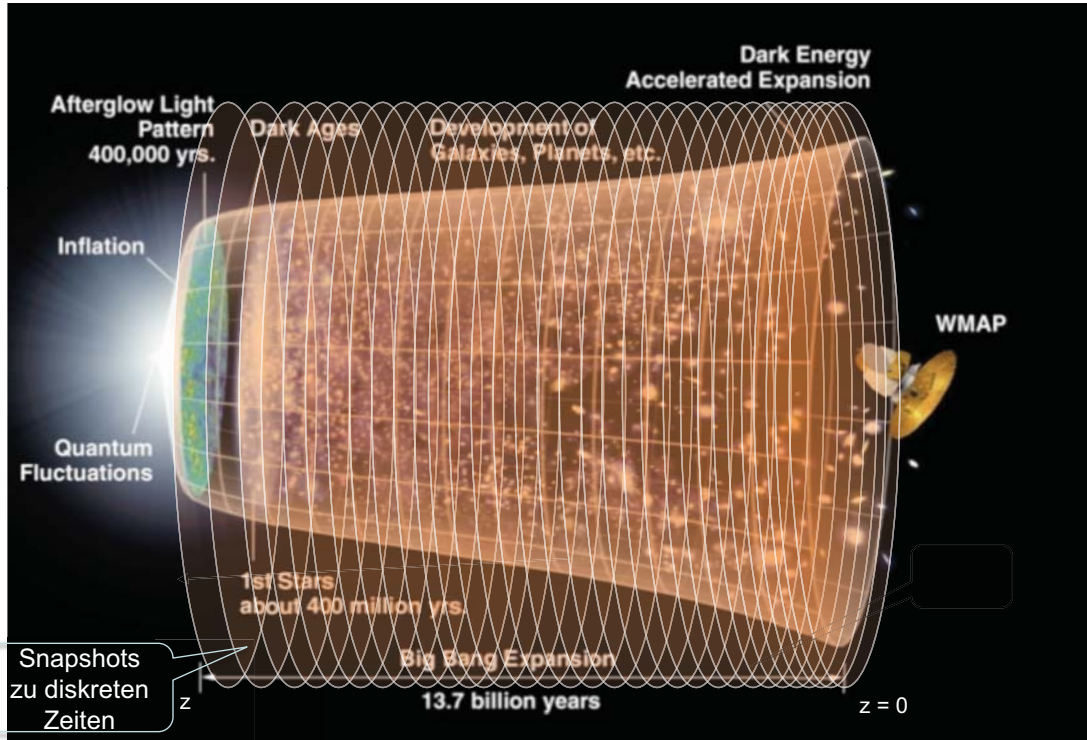 Dark Energy
Accelerated Expansion
Afterglow Light
Pattern
400,000 yrs.
Dark Ages
Development of
Galaxies, Planets, etc.
Inflation
WMAP
Quantum
Fluctuations
1st Stars
about 400 million yrs.
Big Bang Expansion
13.7 billion years
Snapshots
zu diskreten
Zeiten
z
z = 0